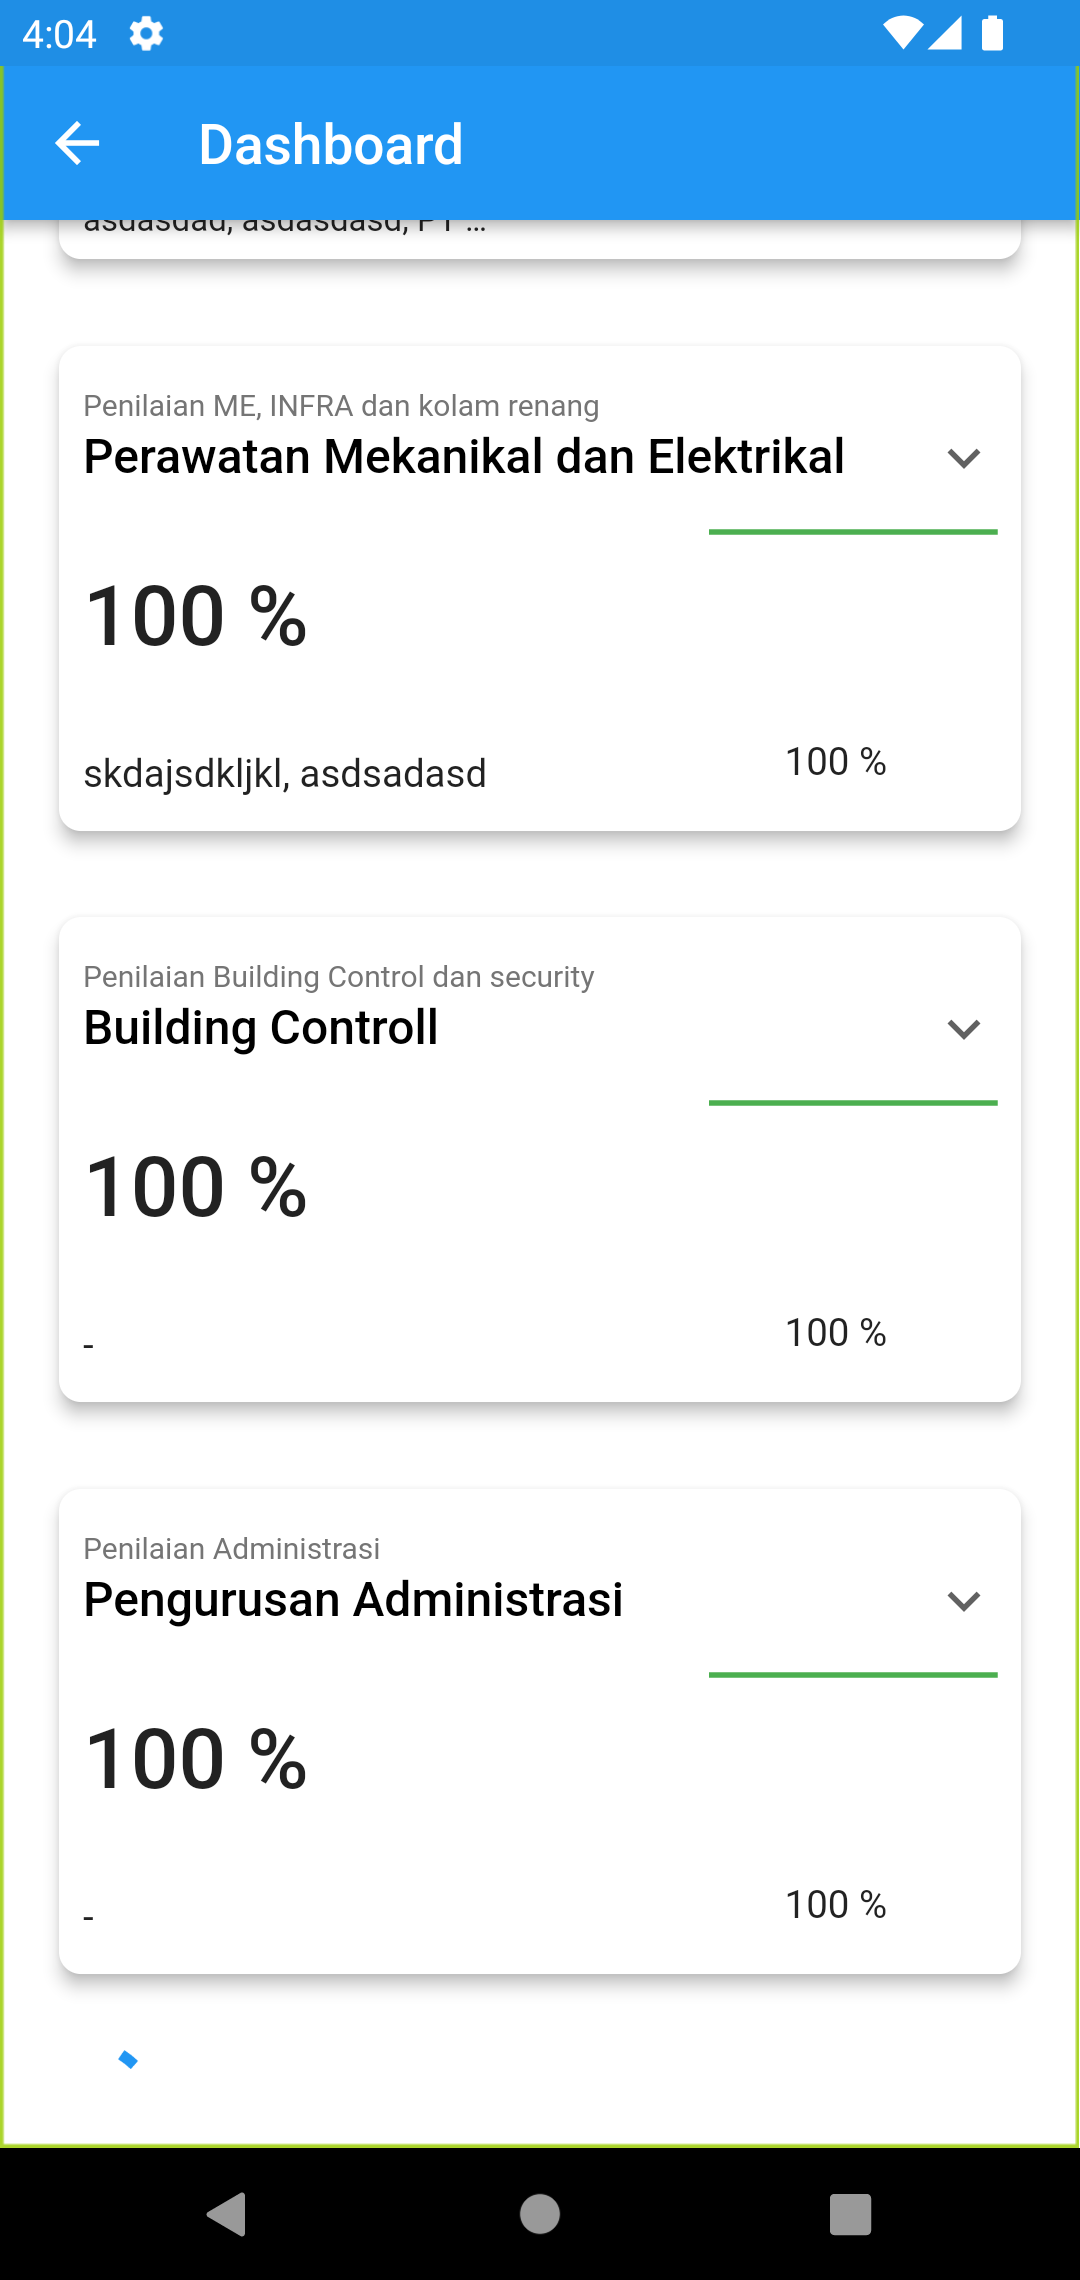 4:04
Dashboard
asdasdad, asdasdasd, PT ...
Penilaian ME, INFRA dan kolam renang
Perawatan Mekanikal dan Elektrikal
100 %
skdajsdkljkl, asdsadasd
100 %
Penilaian Building Control dan security
Building Controll
100 %
-
100 %
Penilaian Administrasi
Pengurusan Administrasi
100 %
-
100 %